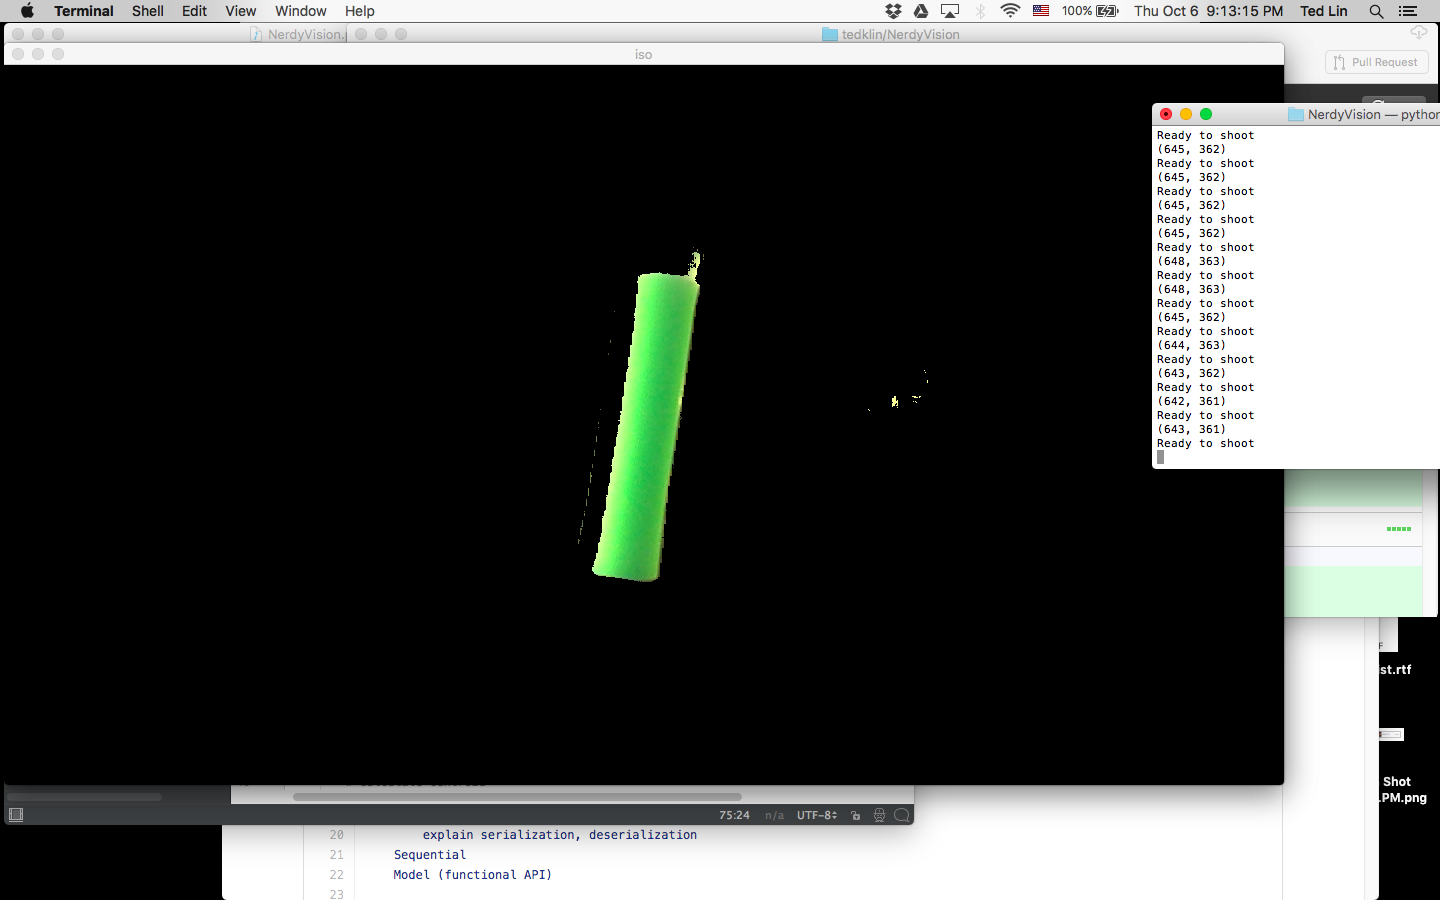 Terminal Shell Edit View Window Help 100% Thu Oct 6 9:13:15 PM Ted Lin
NerdyVision.p tedklin/NerdyVision
iso
Pull Request
NerdyVision — python
Ready to shoot
(645, 362)
Ready to shoot
(645, 362)
Ready to shoot
(645, 362)
Ready to shoot
(645, 362)
Ready to shoot
(648, 363)
Ready to shoot
(648, 363)
Ready to shoot
(645, 362)
Ready to shoot
(644, 363)
Ready to shoot
(643, 362)
Ready to shoot
(642, 361)
Ready to shoot
(643, 361)
Ready to shoot
F
st.rtf
Shot
.PM.png
75:24 n/a UTF-8
20 explain serialization, deserialization
21 Sequential
22 Model (functional API)
23